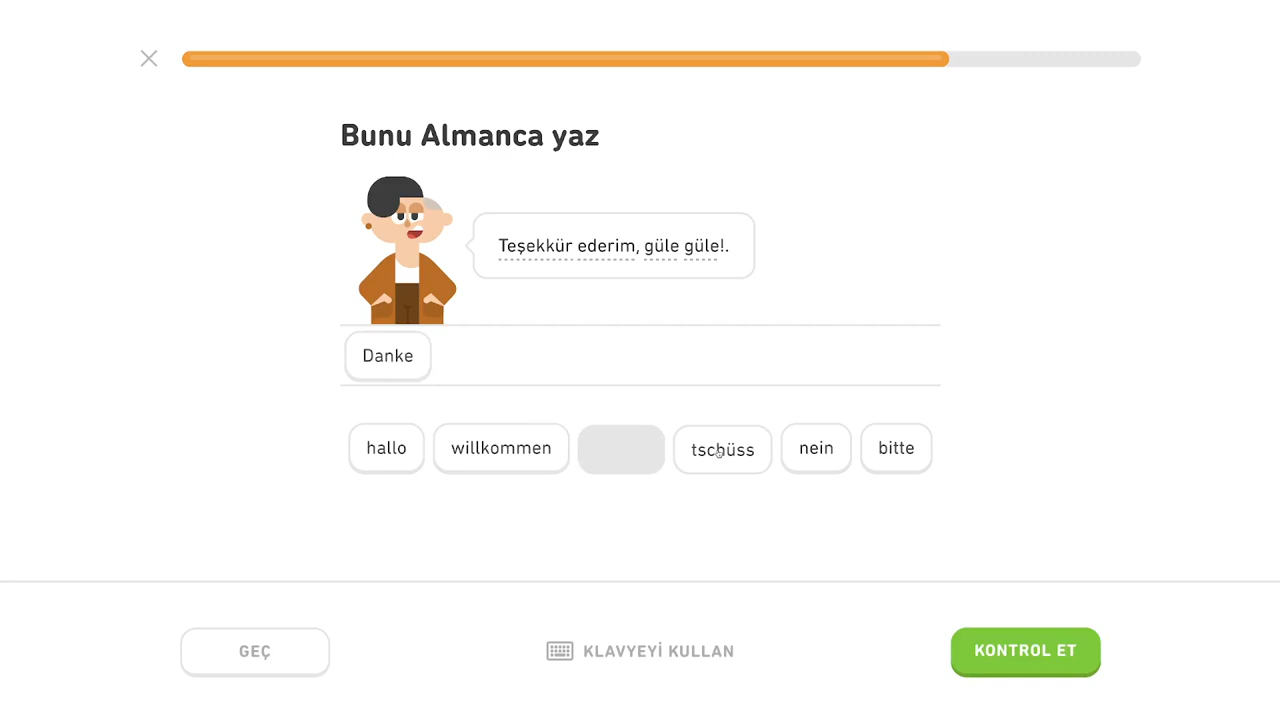 Bunu Almanca yaz
Teşekkür ederim, güle güle!.
Danke
hallo willkommen tschüss nein bitte
GEÇ KLAVYEYİ KULLAN KONTROL ET